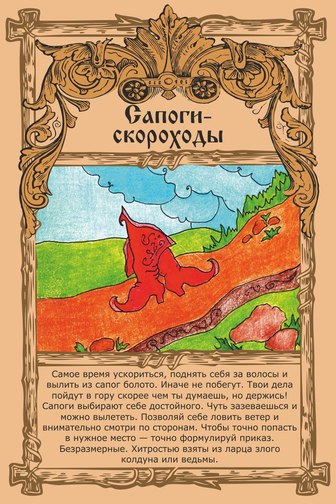 Сапоги-
скороходы
Самое время ускориться, поднять себя за волосы и
вылить из сапог болото. Иначе не побегут. Твои дела
пойдут в гору скорее чем ты думаешь, но держись!
Сапоги выбирают себе достойного. Чуть зазеваешься и
можно вылететь. Позволяй себе ловить ветер и
внимательно смотри по сторонам. Чтобы точно попасть
в нужное место — точно формулируй приказ.
Безразмерные. Хитростью взяты из ларца злого
колдуна или ведьмы.